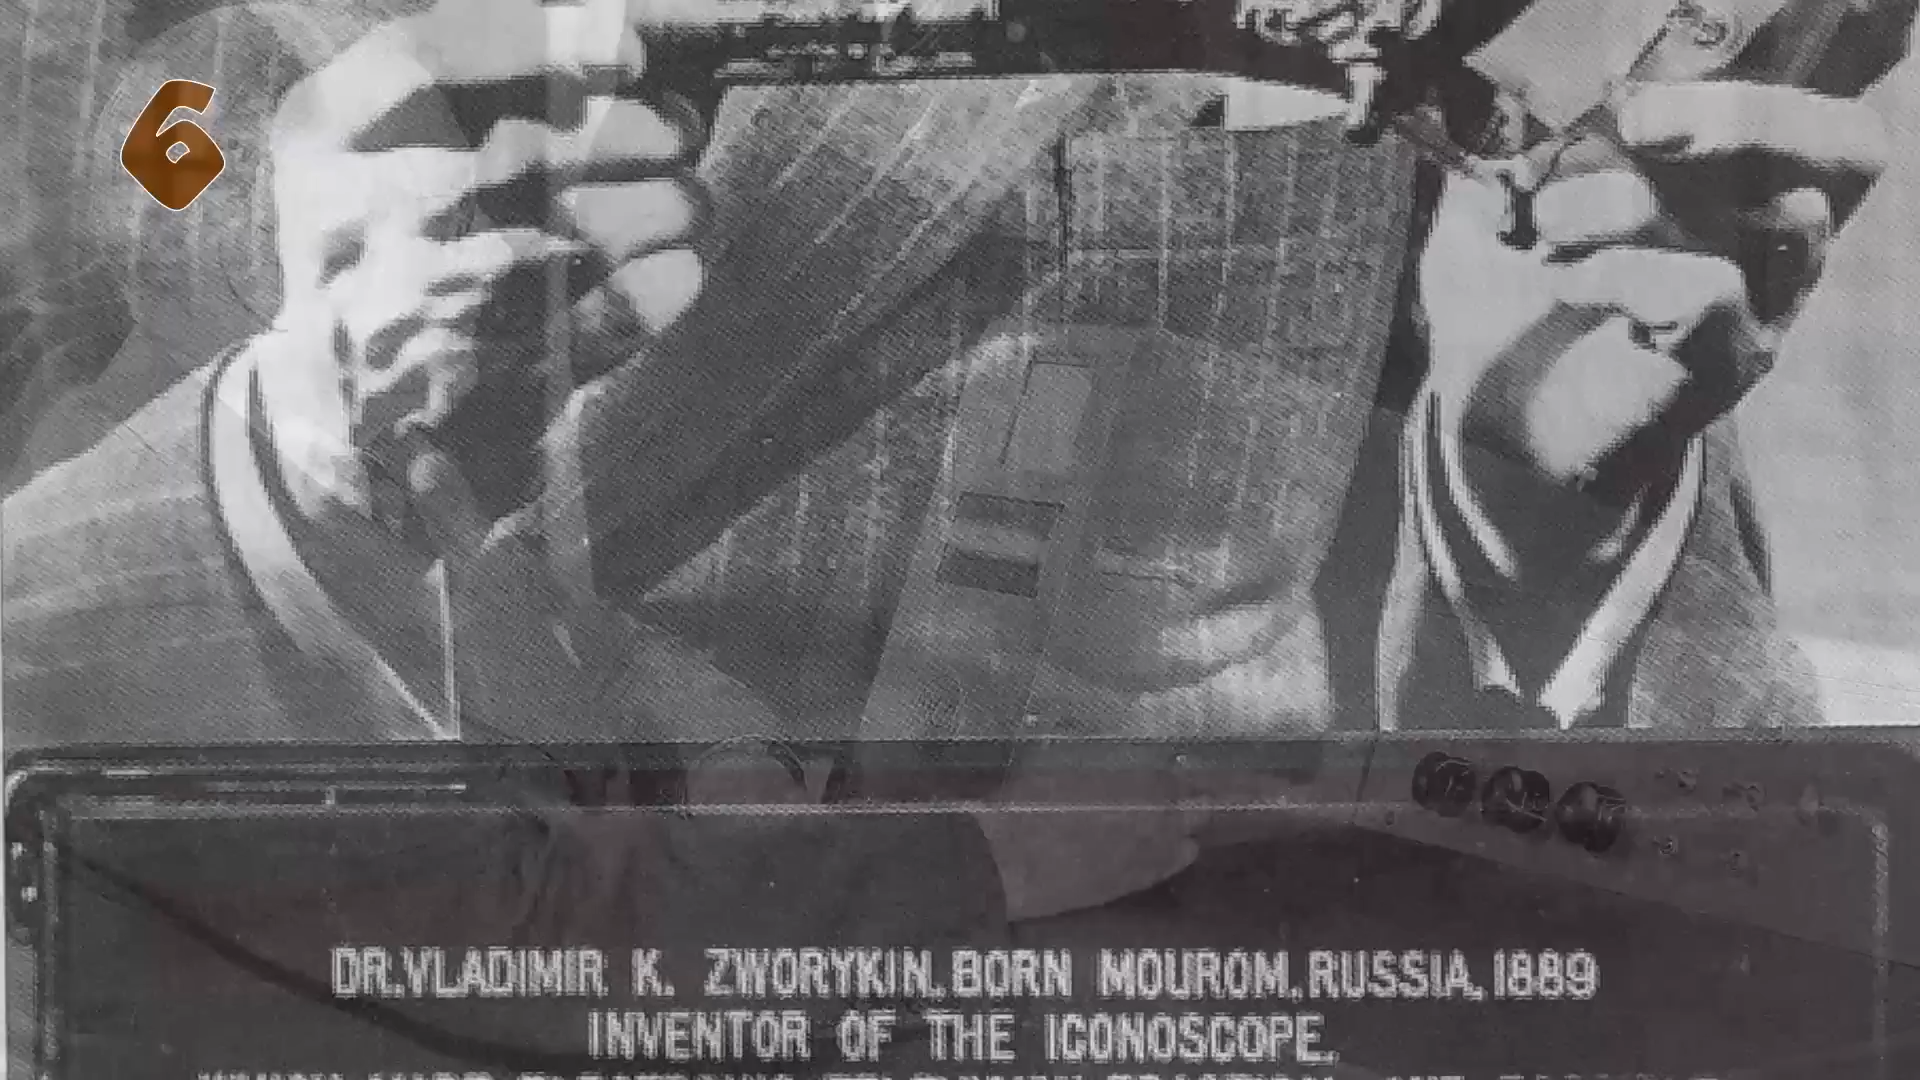 6
DR.VLADIMIR K. ZWORYKIN, BORN MOUROM, RUSSIA, 1889
INVENTOR OF THE ICONOSCOPE,